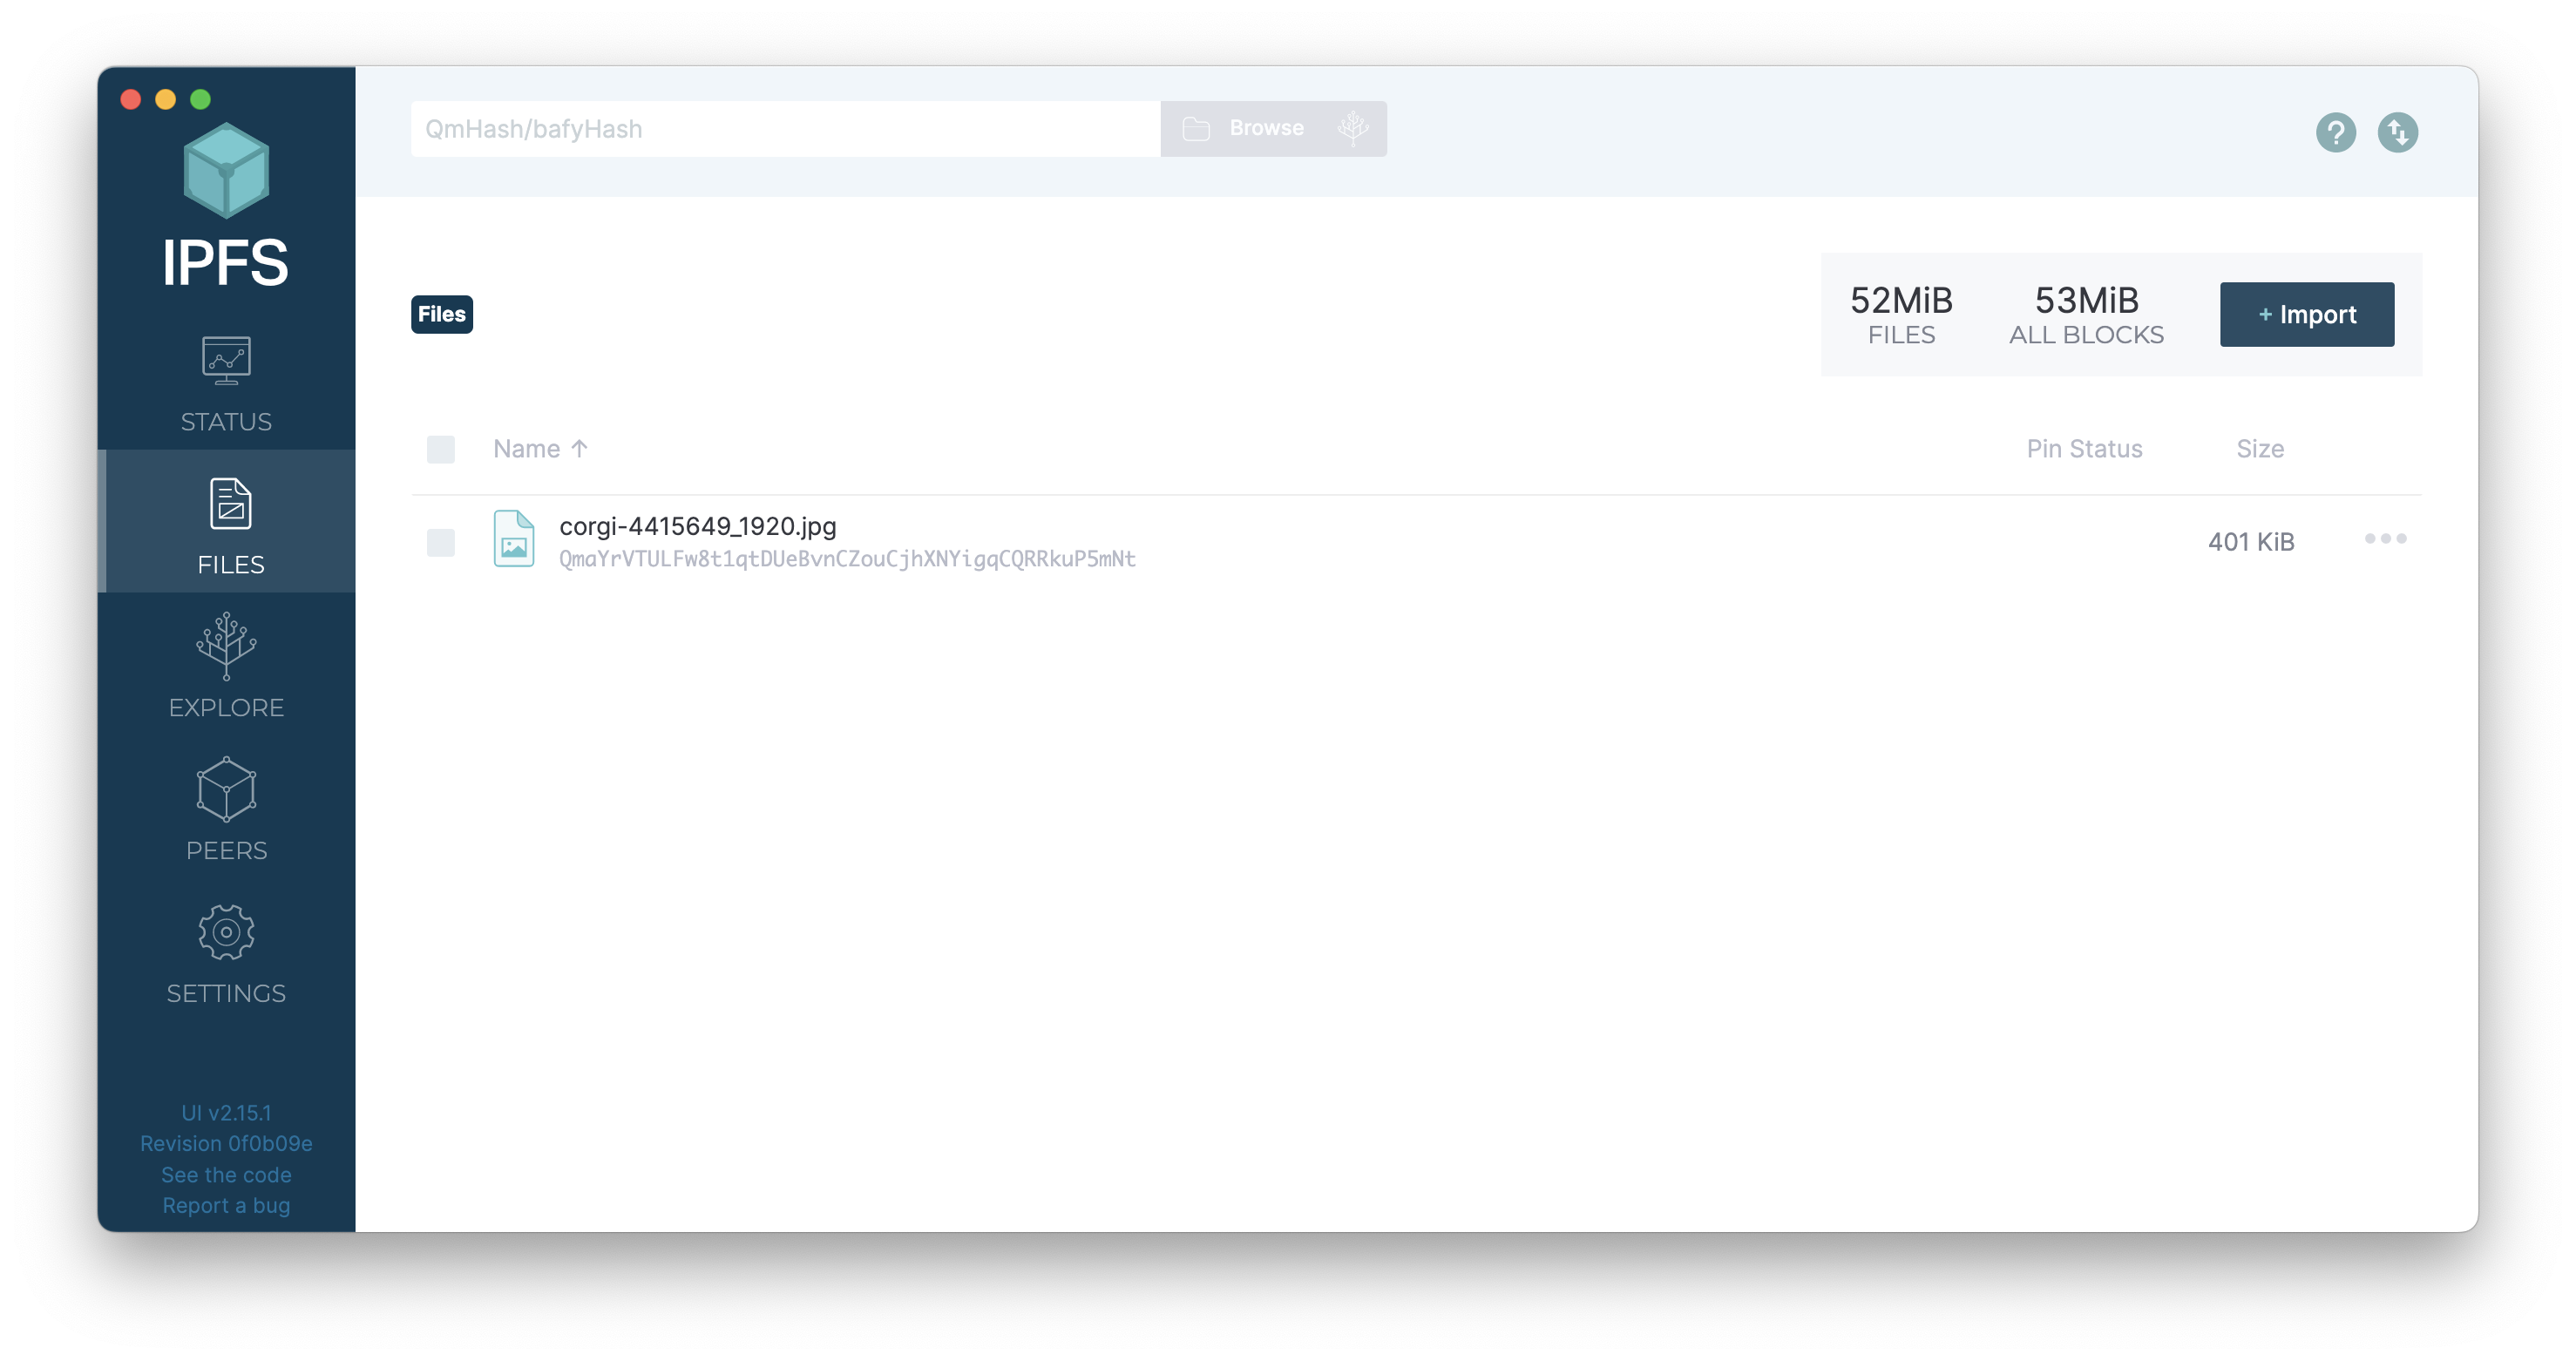 QmHash/bafyHash
Browse
IPFS
STATUS
FILES
EXPLORE
PEERS
SETTINGS
UI v2.15.1
Revision 0f0b09e
See the code
Report a bug
Files
52MiB
FILES
53MiB
ALL BLOCKS
+ Import
Name ↑
Pin Status
Size
corgi-4415649_1920.jpg
QmaYrVTULFw8t1qtDUeBvnCZouCjhXNYigqCQRRkuP5mNt
401 KiB